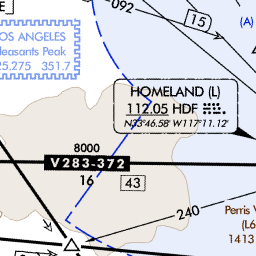 -092
15
(A)
OS ANGELES
leasants Peak
25.275 351.7
HOMELAND (L)
112.05 HDF
N33°46.58' W117°11.12'
8000
V283-372
16
43
240
Perris V
(L6
1413